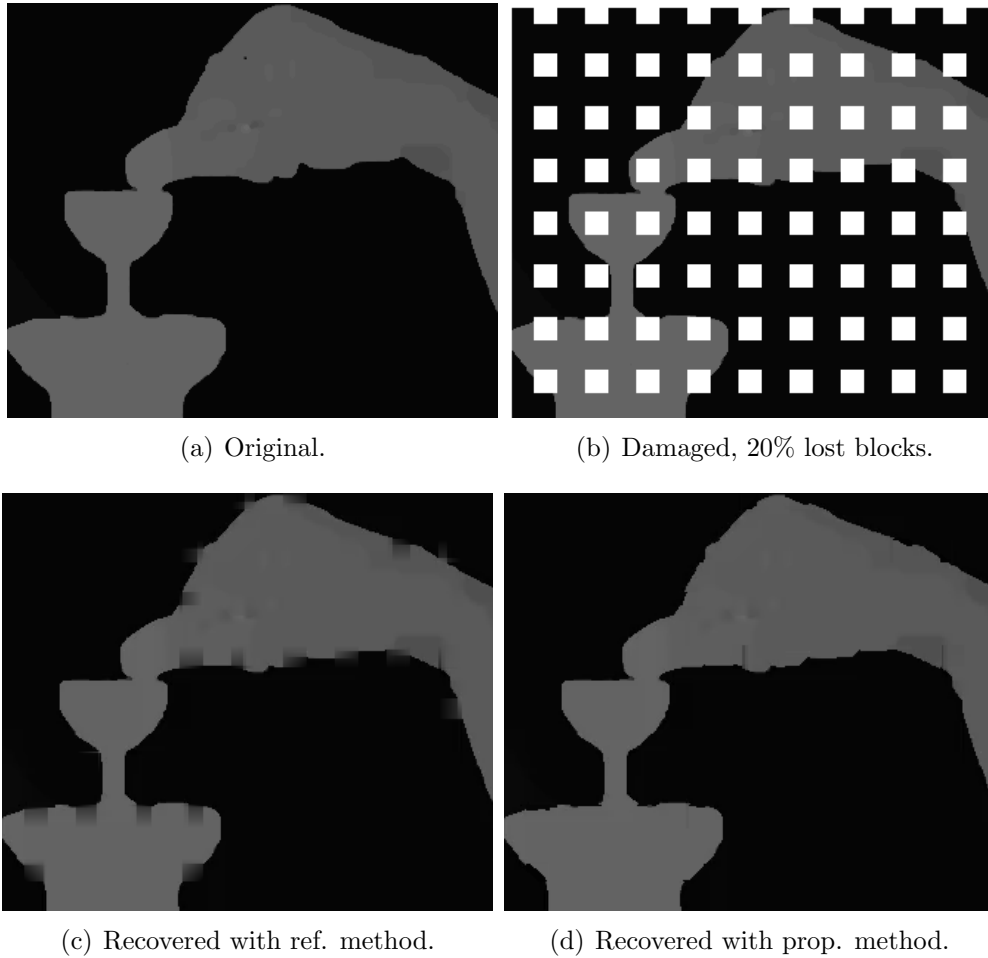 (a) Original.
(b) Damaged, 20% lost blocks.
(c) Recovered with ref. method.
(d) Recovered with prop. method.